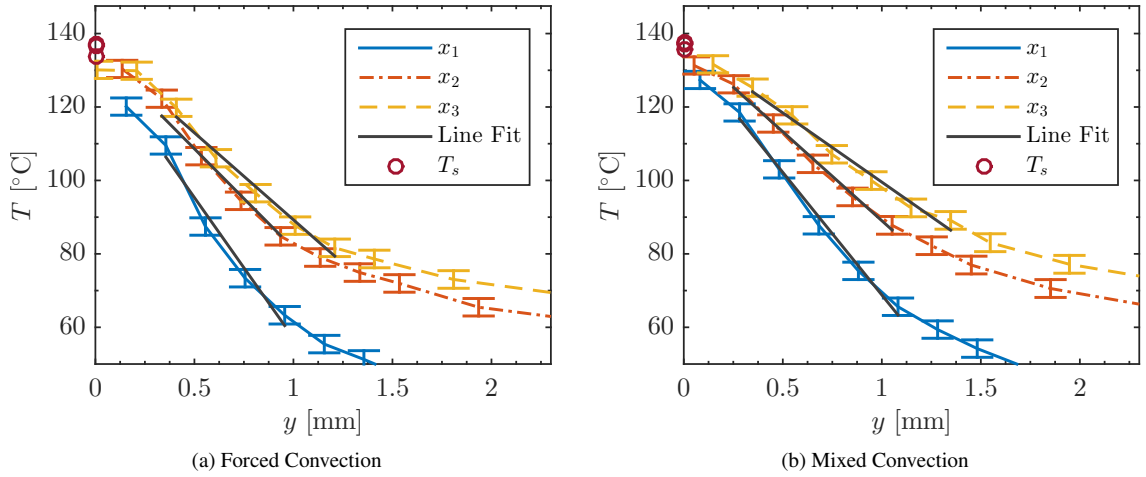 140
120
100
80
60
T [°C]
0
0.5
1
1.5
2
y [mm]
x₁
x₂
x₃
Line Fit
Tₛ
(a) Forced Convection
140
120
100
80
60
T [°C]
0
0.5
1
1.5
2
y [mm]
x₁
x₂
x₃
Line Fit
Tₛ
(b) Mixed Convection